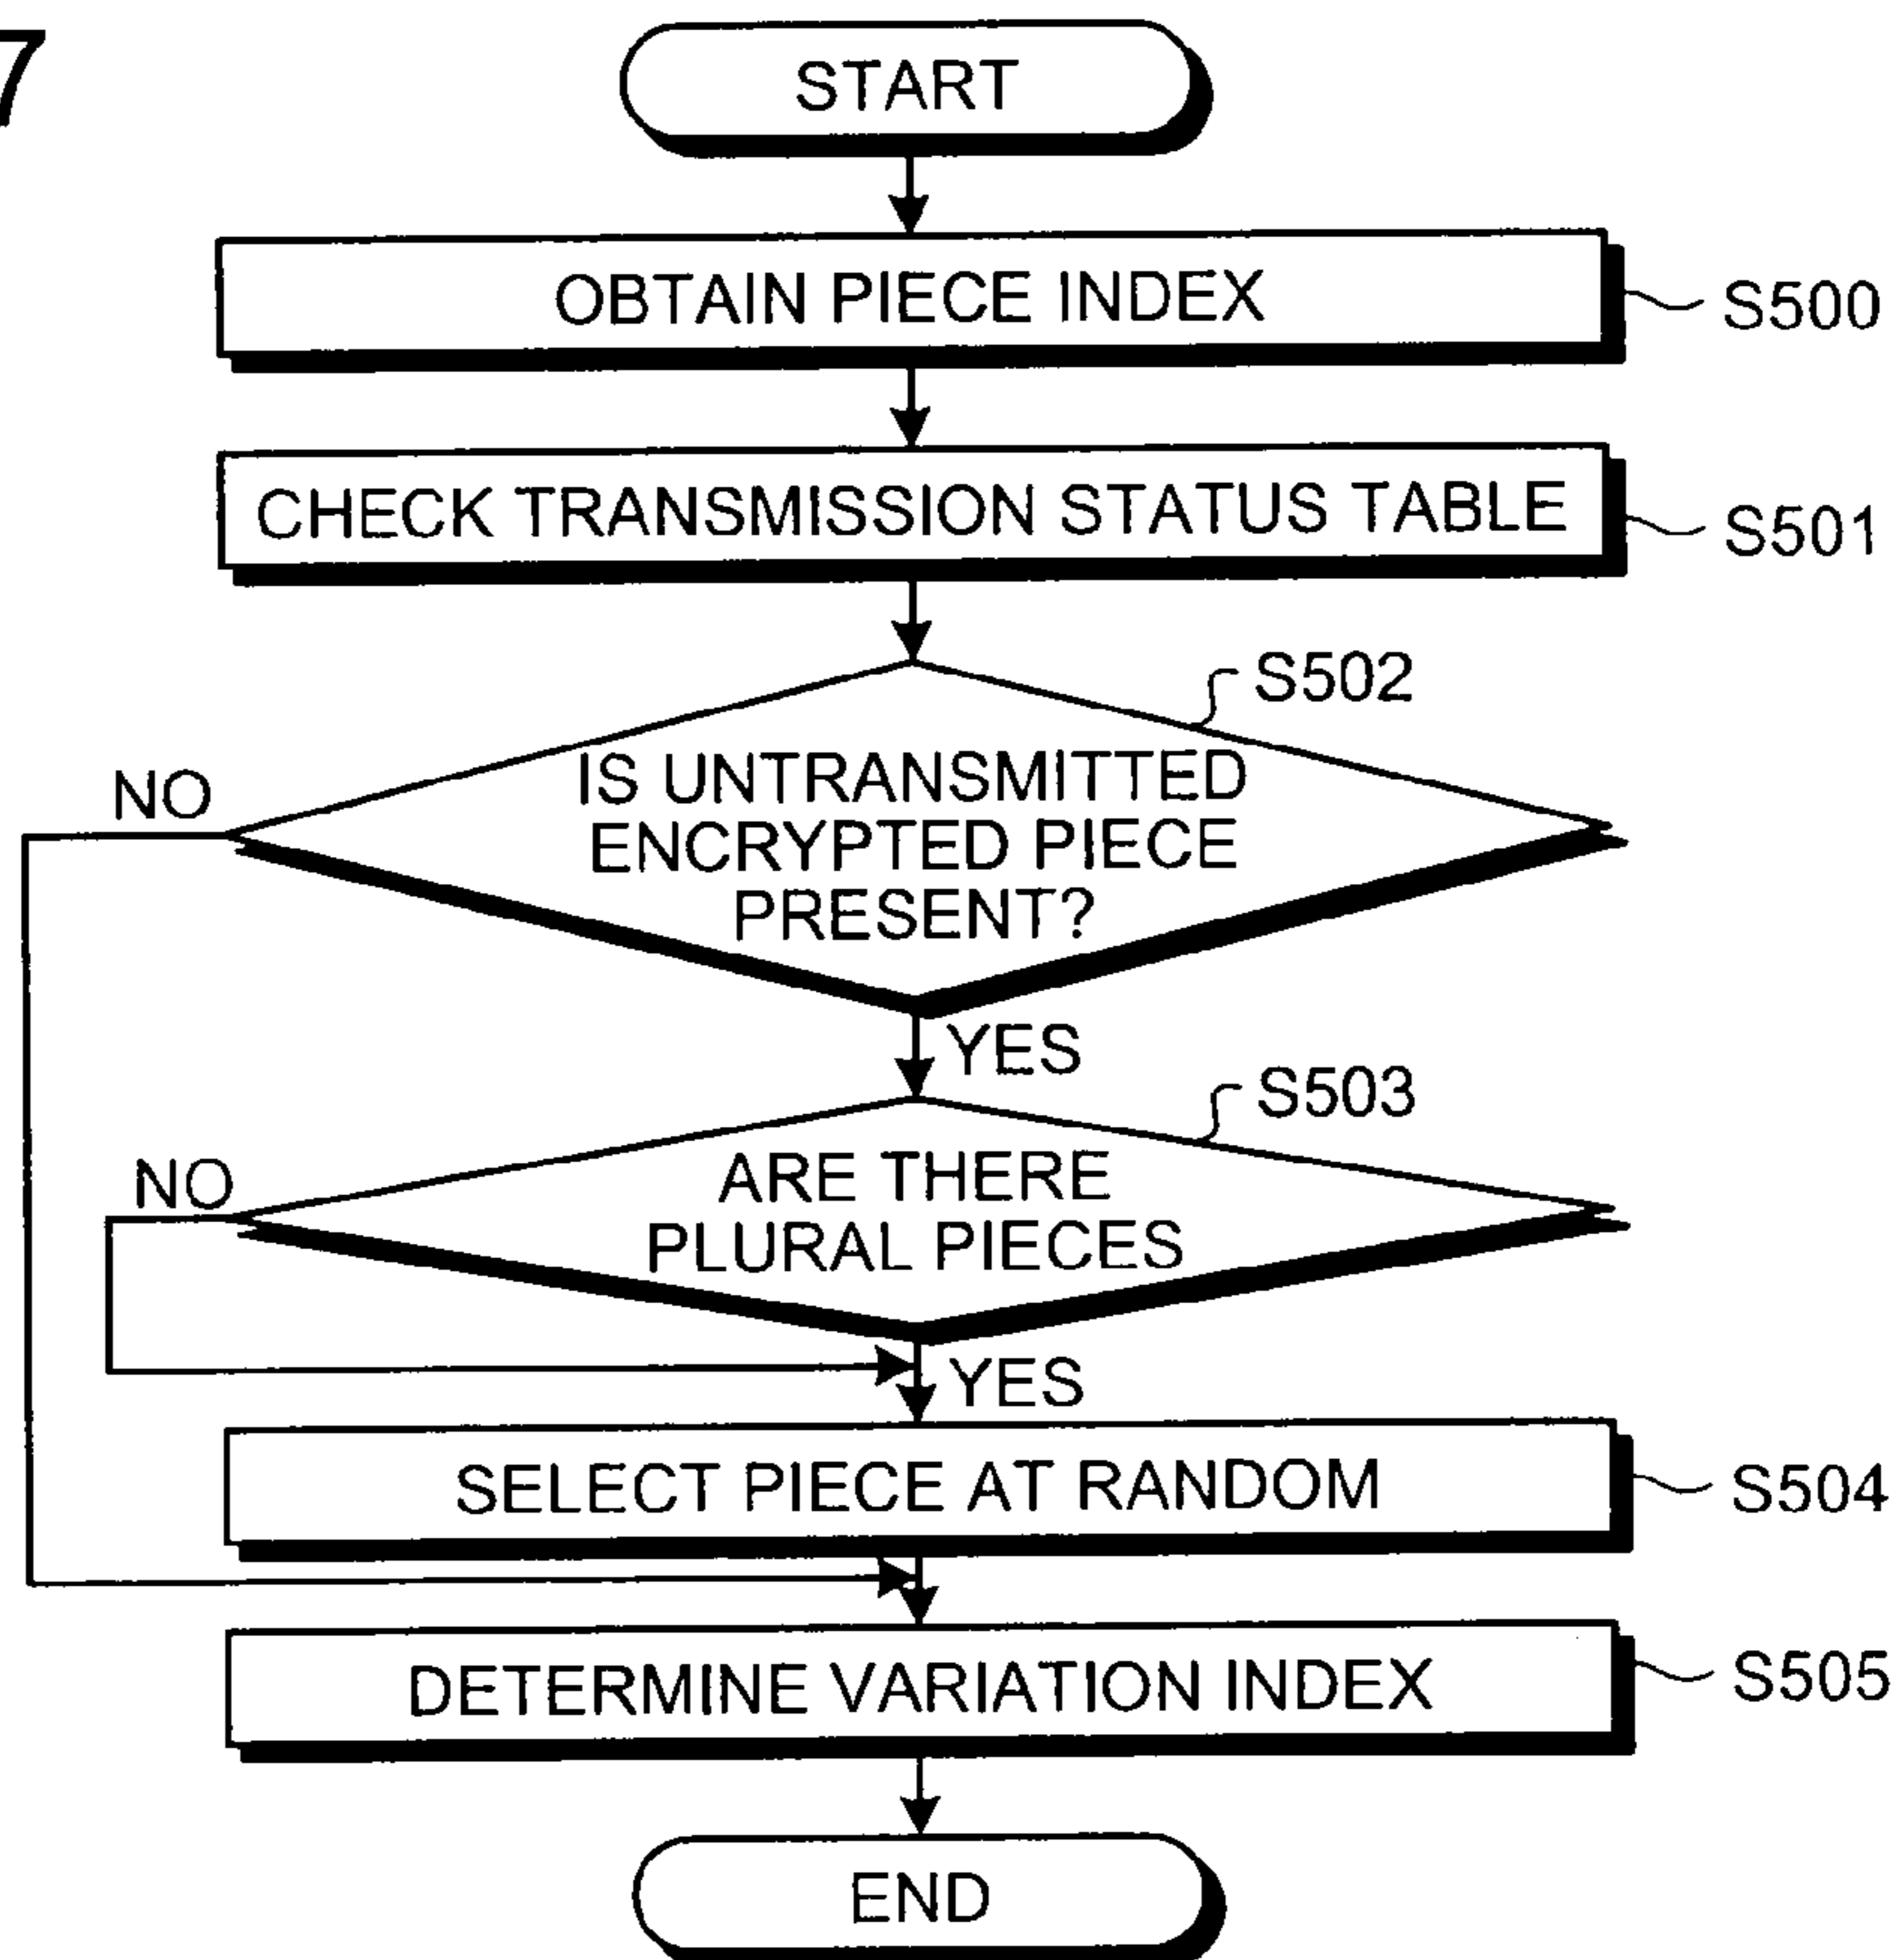 7
START
OBTAIN PIECE INDEX
S500
CHECK TRANSMISSION STATUS TABLE
S501
S502
IS UNTRANSMITTED
ENCRYPTED PIECE
PRESENT?
NO
YES
S503
ARE THERE
PLURAL PIECES
NO
YES
SELECT PIECE AT RANDOM
S504
DETERMINE VARIATION INDEX
S505
END